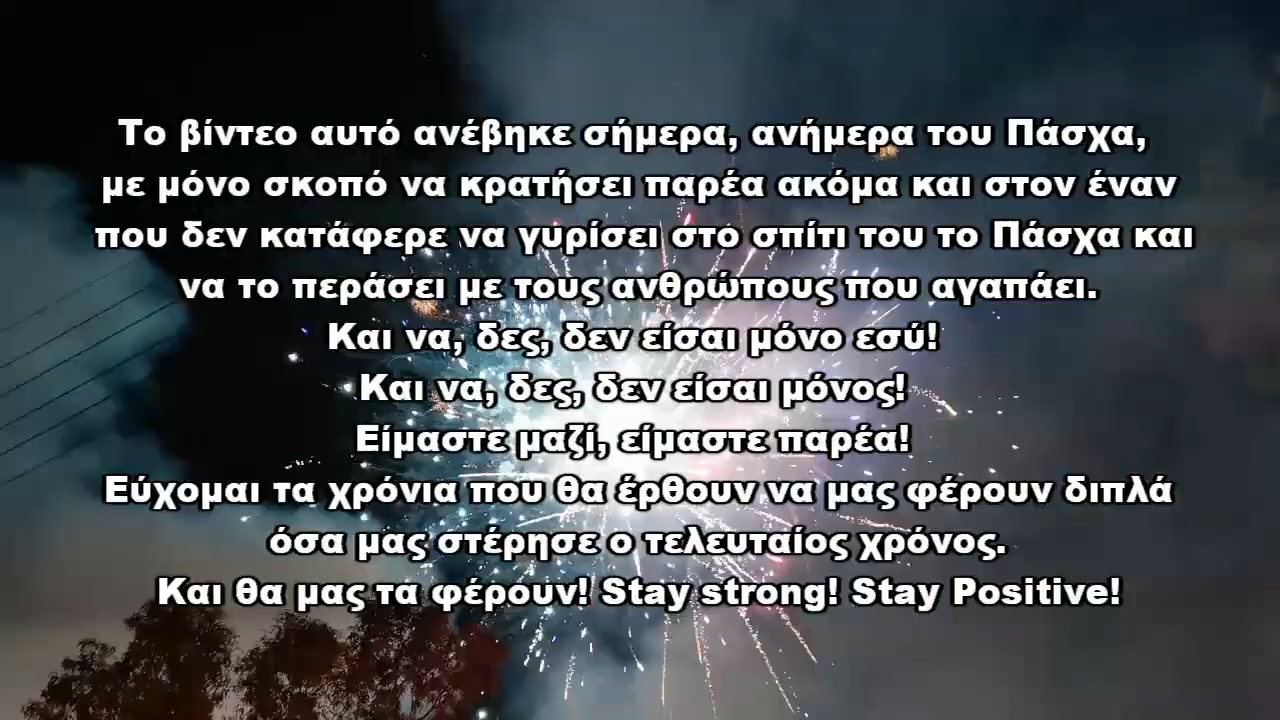 Το βίντεο αυτό ανέβηκε σήμερα, ανήμερα του Πάσχα,
με μόνο σκοπό να κρατήσει παρέα ακόμα και στον έναν
που δεν κατάφερε να γυρίσει στο σπίτι του το Πάσχα και
να το περάσει με τους ανθρώπους που αγαπάει.
Και να, δες, δεν είσαι μόνο εσύ!
Και να, δες, δεν είσαι μόνος!
Είμαστε μαζί, είμαστε παρέα!
Εύχομαι τα χρόνια που θα έρθουν να μας φέρουν διπλά
όσα μας στέρησε ο τελευταίος χρόνος.
Και θα μας τα φέρουν! Stay strong! Stay Positive!